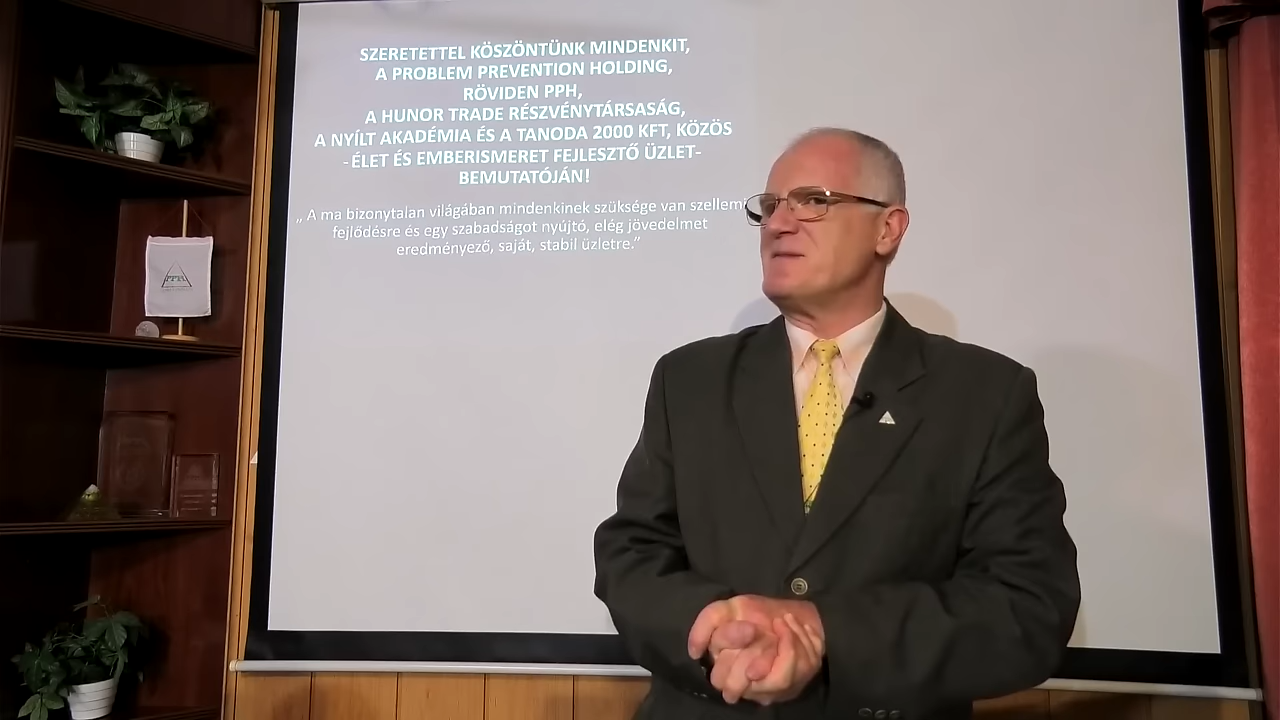 SZERETETTEL KÖSZÖNTÜNK MINDENKIT,
A PROBLEM PREVENTION HOLDING,
RÖVIDEN PPH,
A HUNOR TRADE RÉSZVÉNYTÁRSASÁG,
A NYÍLT AKADÉMIA ÉS A TANODA 2000 KFT, KÖZÖS
- ÉLET ÉS EMBERISMERET FEJLESZTŐ ÜZLET-
BEMUTATÓJÁN!
„ A ma bizonytalan világában mindenkinek szüksége van szellemi
fejlődésre és egy szabadságot nyújtó, elég jövedelmet
eredményező, saját, stabil üzletre.”